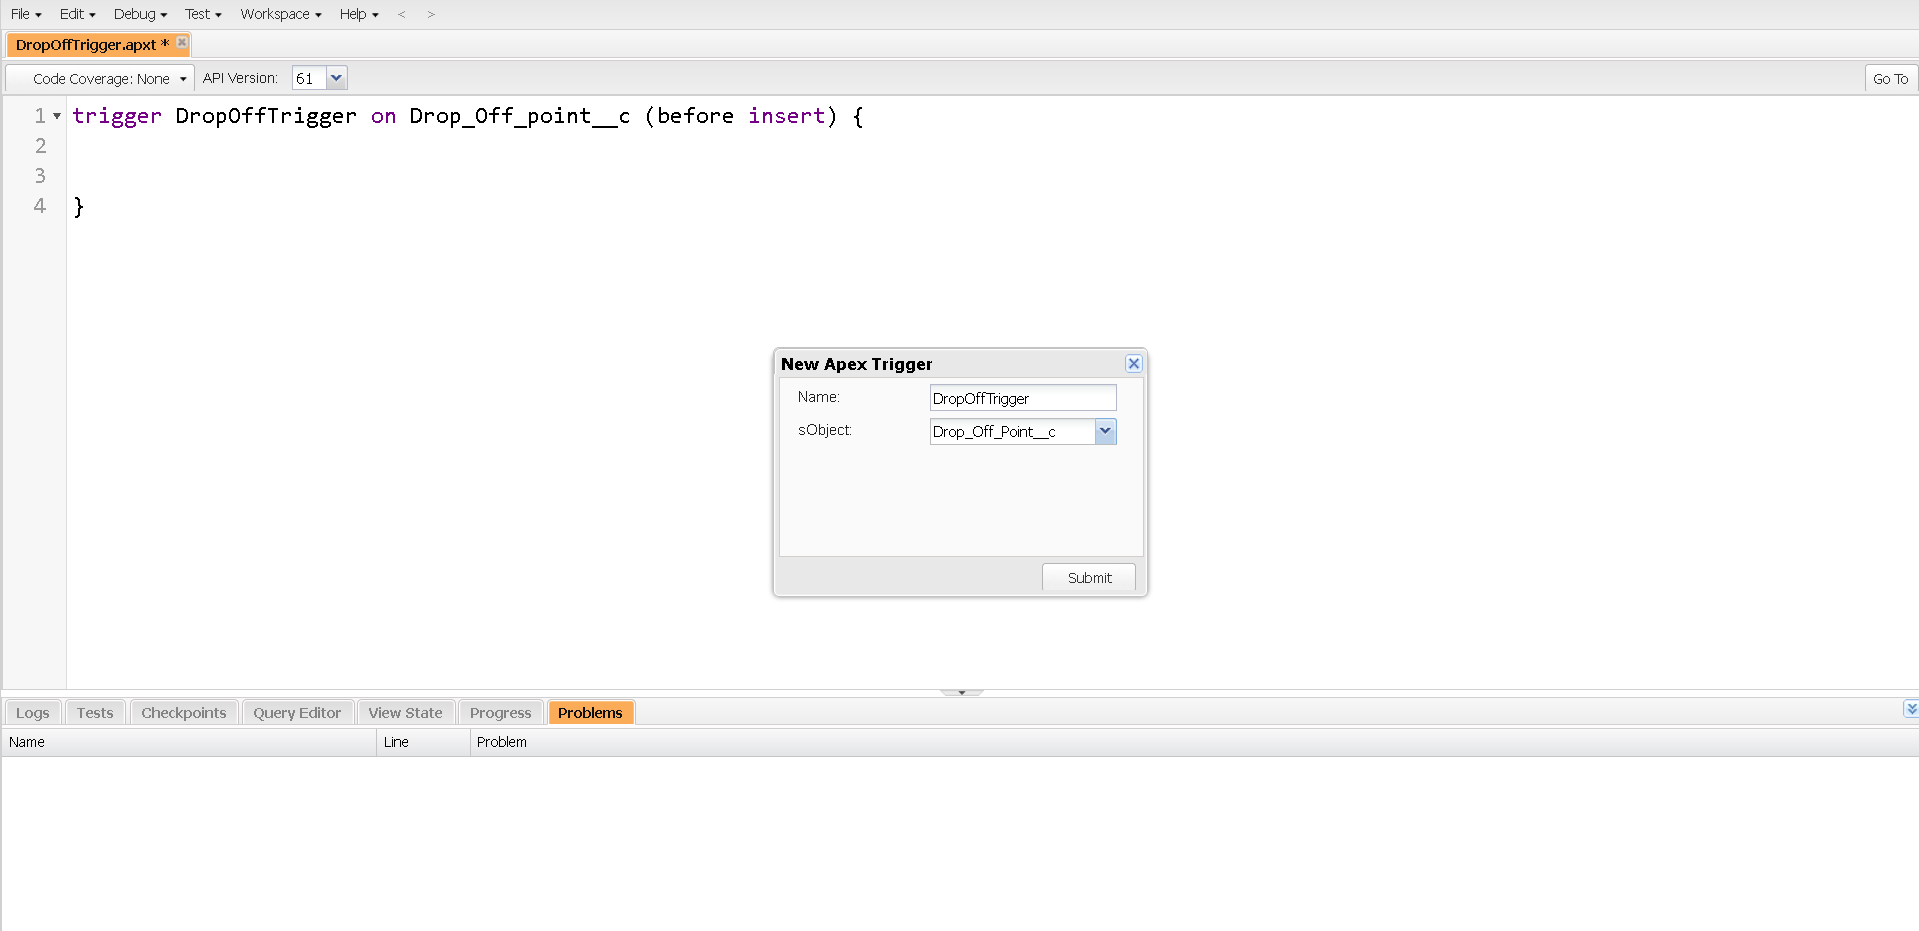 File Edit Debug Test Workspace Help < >
DropOffTrigger.apxt *
Code Coverage: None API Version: 61 Go To
1 trigger DropOffTrigger on Drop_Off_point__c (before insert) {
2
3
4 }
New Apex Trigger
Name: DropOffTrigger
sObject: Drop_Off_Point__c
Submit
Logs Tests Checkpoints Query Editor View State Progress Problems
Name Line Problem